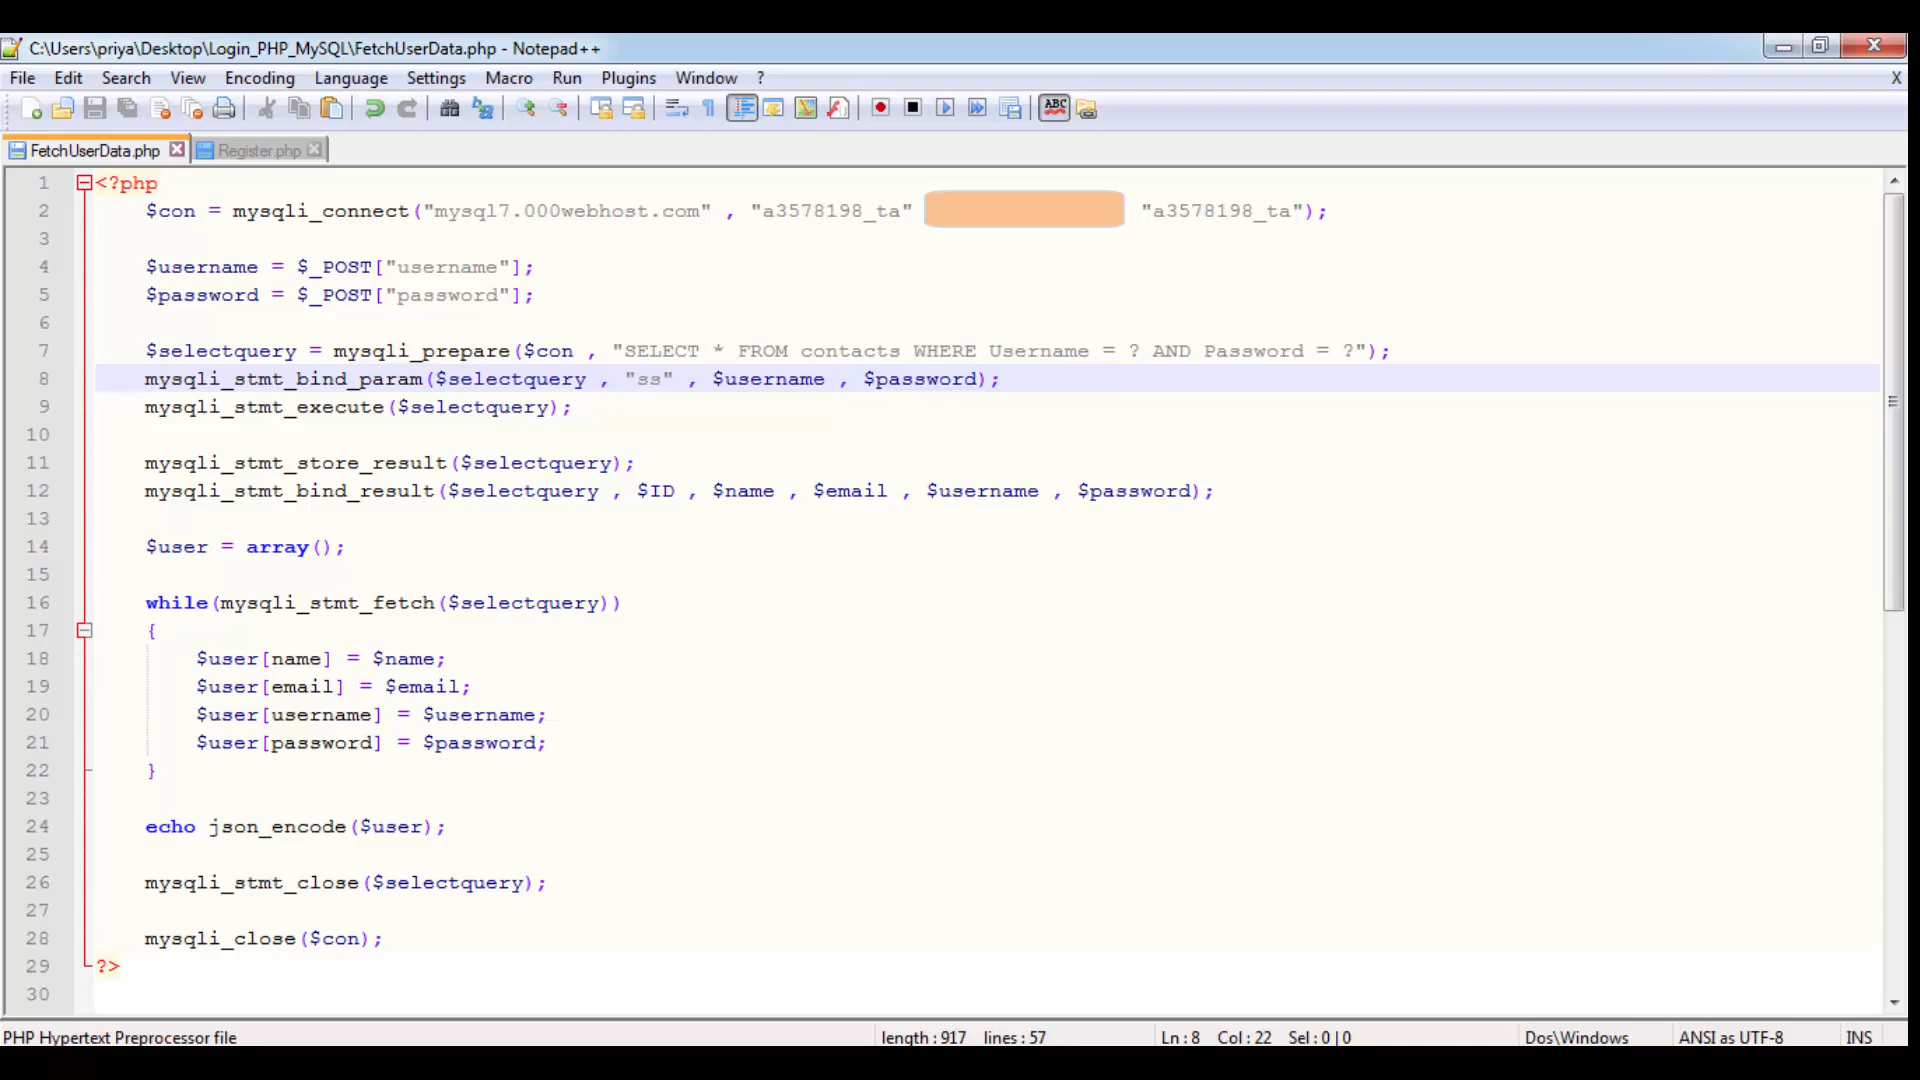 C:\Users\priya\Desktop\Login_PHP_MySQL\FetchUserData.php - Notepad++
File Edit Search View Encoding Language Settings Macro Run Plugins Window ? X
ABC
FetchUserData.php Register.php
1 <?php
2 $con = mysqli_connect("mysql7.000webhost.com" , "a3578198_ta" "a3578198_ta");
3
4 $username = $_POST["username"];
5 $password = $_POST["password"];
6
7 $selectquery = mysqli_prepare($con , "SELECT * FROM contacts WHERE Username = ? AND Password = ?");
8 mysqli_stmt_bind_param($selectquery , "ss" , $username , $password);
9 mysqli_stmt_execute($selectquery);
10
11 mysqli_stmt_store_result($selectquery);
12 mysqli_stmt_bind_result($selectquery , $ID , $name , $email , $username , $password);
13
14 $user = array();
15
16 while(mysqli_stmt_fetch($selectquery))
17 {
18 $user[name] = $name;
19 $user[email] = $email;
20 $user[username] = $username;
21 $user[password] = $password;
22 }
23
24 echo json_encode($user);
25
26 mysqli_stmt_close($selectquery);
27
28 mysqli_close($con);
29 ?>
30
PHP Hypertext Preprocessor file length : 917 lines : 57 Ln : 8 Col : 22 Sel : 0 | 0 Dos\Windows ANSI as UTF-8 INS